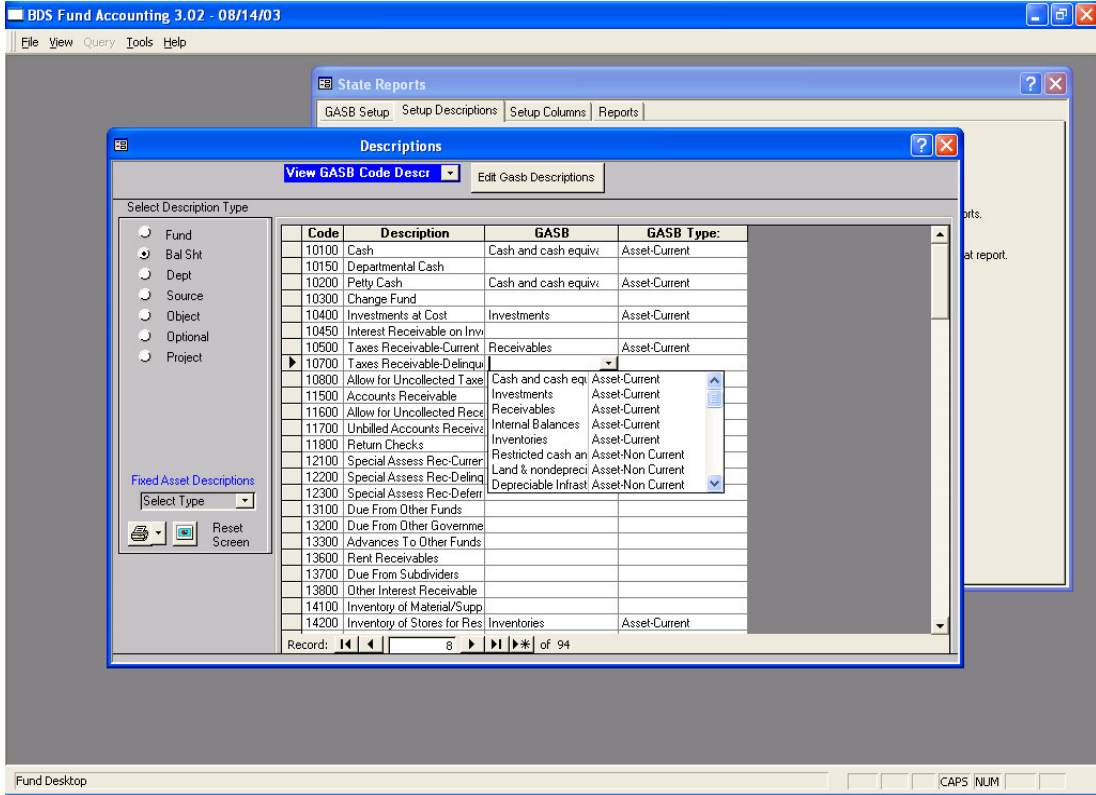 BDS Fund Accounting 3.02 - 08/14/03
File View Query Tools Help
State Reports
GASB Setup Setup Descriptions Setup Columns Reports
Descriptions
View GASB Code Descr Edit Gasb Descriptions
Select Description Type
orts.
at report.
Fund
Bal Sht
Dept
Source
Object
Optional
Project
Fixed Asset Descriptions
Select Type
Reset
Screen
Code Description GASB GASB Type:
10100 Cash Cash and cash equiva Asset-Current
10150 Departmental Cash
10200 Petty Cash Cash and cash equiva Asset-Current
10300 Change Fund
10400 Investments at Cost Investments Asset-Current
10450 Interest Receivable on Inv
10500 Taxes Receivable-Current Receivables Asset-Current
10700 Taxes Receivable-Delinqu
10800 Allow for Uncollected Taxe
11500 Accounts Receivable
11600 Allow for Uncollected Rece
11700 Unbilled Accounts Receiva
11800 Return Checks
12100 Special Assess Rec-Curren
12200 Special Assess Rec-Delinq
12300 Special Assess Rec-Deferr
13100 Due From Other Funds
13200 Due From Other Governme
13300 Advances To Other Funds
13600 Rent Receivables
13700 Due From Subdividers
13800 Other Interest Receivable
14100 Inventory of Material/Supp
14200 Inventory of Stores for Res Inventories Asset-Current
Cash and cash equ Asset-Current
Investments Asset-Current
Receivables Asset-Current
Internal Balances Asset-Current
Inventories Asset-Current
Restricted cash an Asset-Non Current
Land & nondepreci Asset-Non Current
Depreciable Infrast Asset-Non Current
Record: 8 of 94
Fund Desktop CAPS NUM